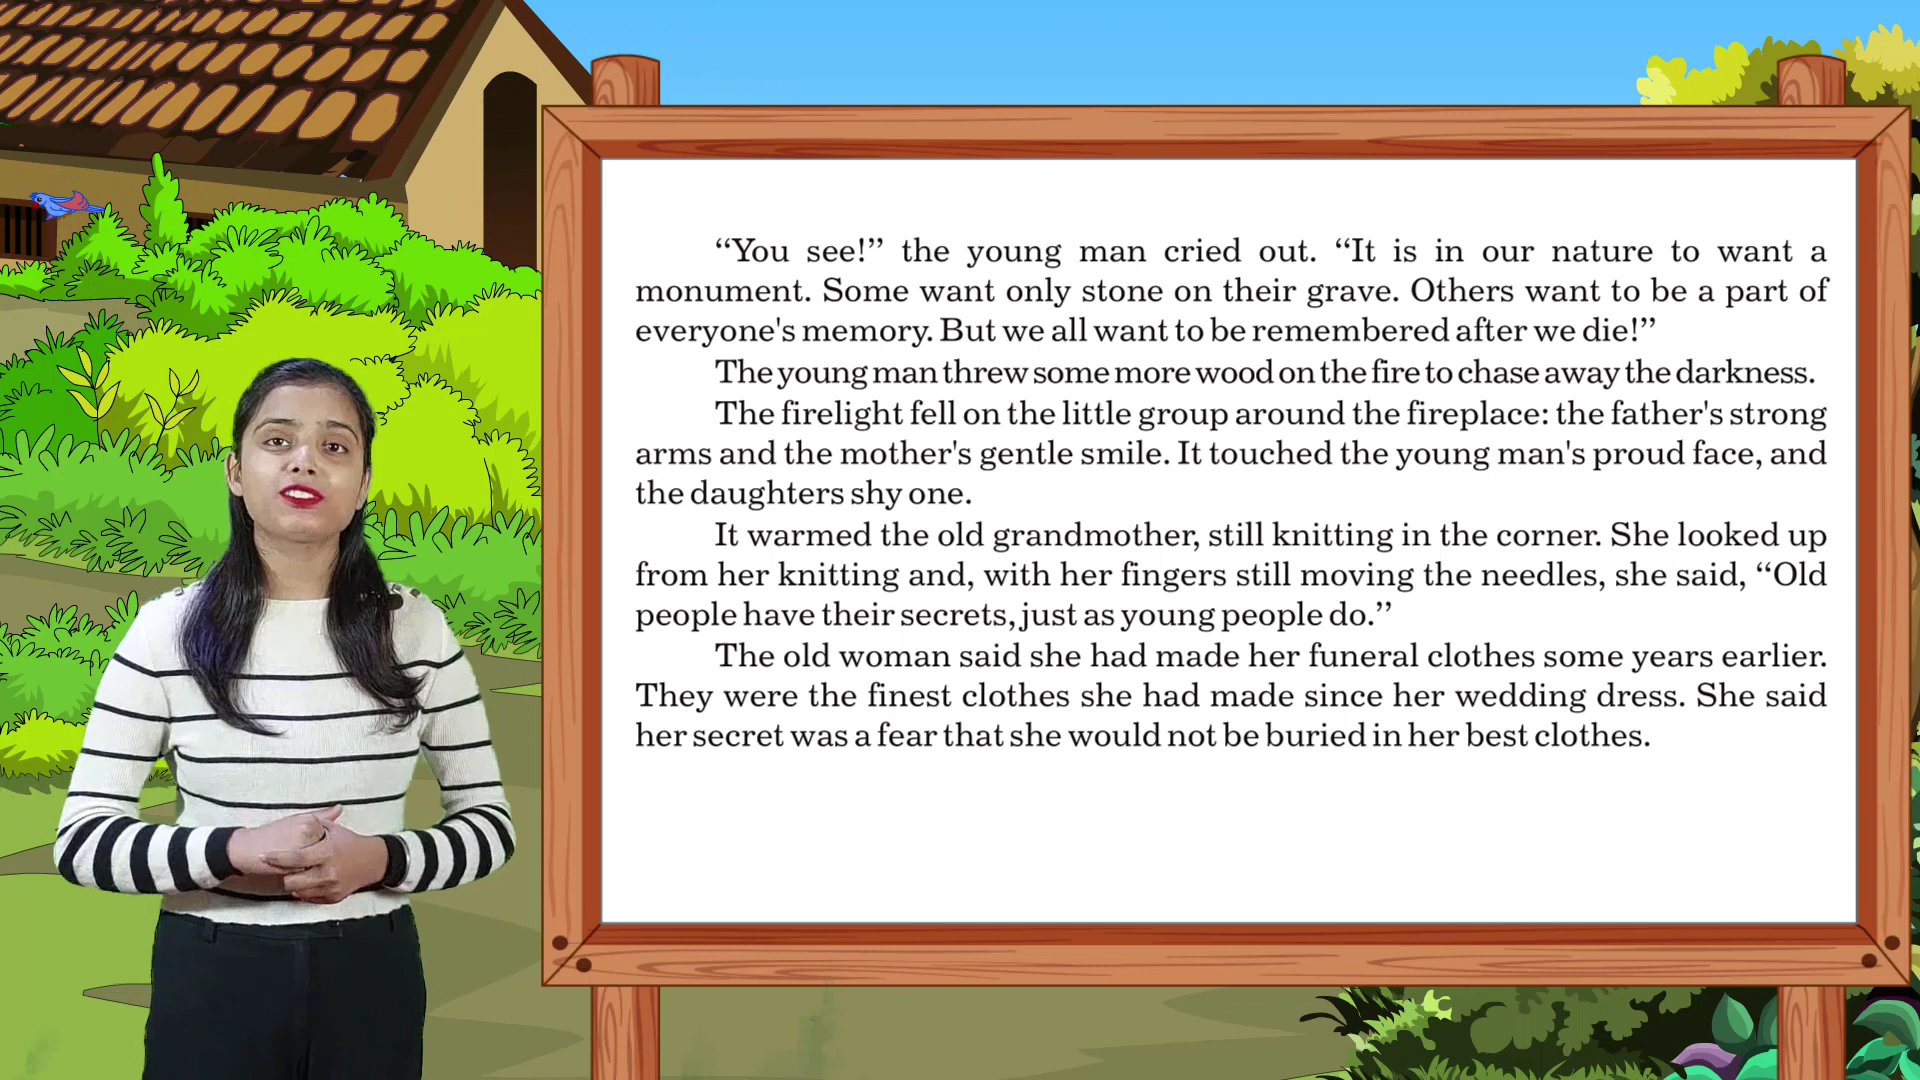 “You see!” the young man cried out. “It is in our nature to want a
monument. Some want only stone on their grave. Others want to be a part of
everyone's memory. But we all want to be remembered after we die!”
The young man threw some more wood on the fire to chase away the darkness.
The firelight fell on the little group around the fireplace: the father's strong
arms and the mother's gentle smile. It touched the young man's proud face, and
the daughters shy one.
It warmed the old grandmother, still knitting in the corner. She looked up
from her knitting and, with her fingers still moving the needles, she said, “Old
people have their secrets, just as young people do.”
The old woman said she had made her funeral clothes some years earlier.
They were the finest clothes she had made since her wedding dress. She said
her secret was a fear that she would not be buried in her best clothes.